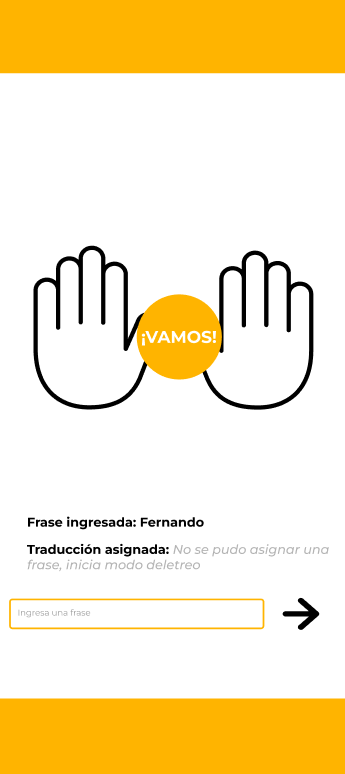 ¡VAMOS!
Frase ingresada: Fernando
Traducción asignada: No se pudo asignar una
frase, inicia modo deletreo
Ingresa una frase